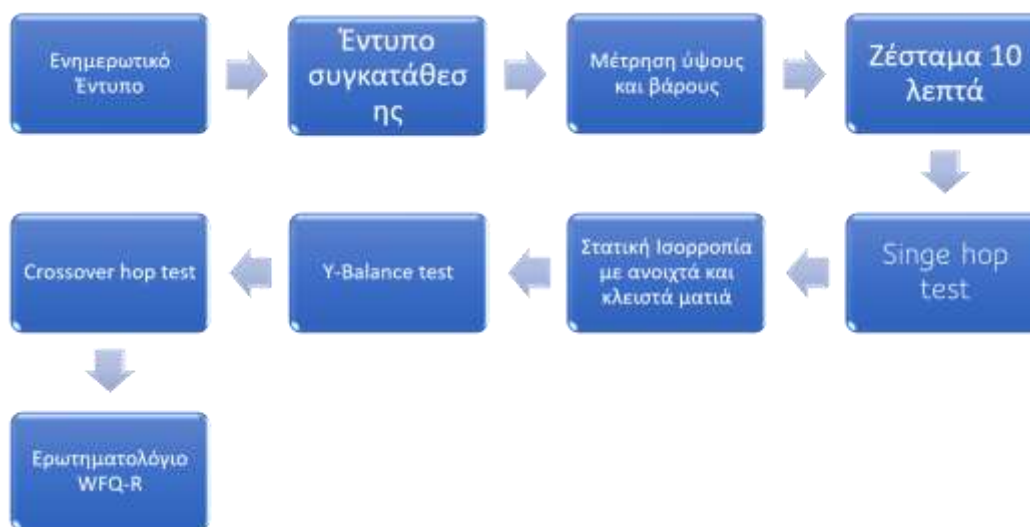 Ενημερωτικό
Έντυπο
Έντυπο
συγκατάθεσ
ης
Μέτρηση ύψους
και βάρους
Ζέσταμα 10
λεπτά
Singe hop
test
Στατική Ισορροπία
με ανοιχτά και
κλειστά ματιά
Y-Balance test
Crossover hop test
Ερωτηματολόγιο
WFQ-R